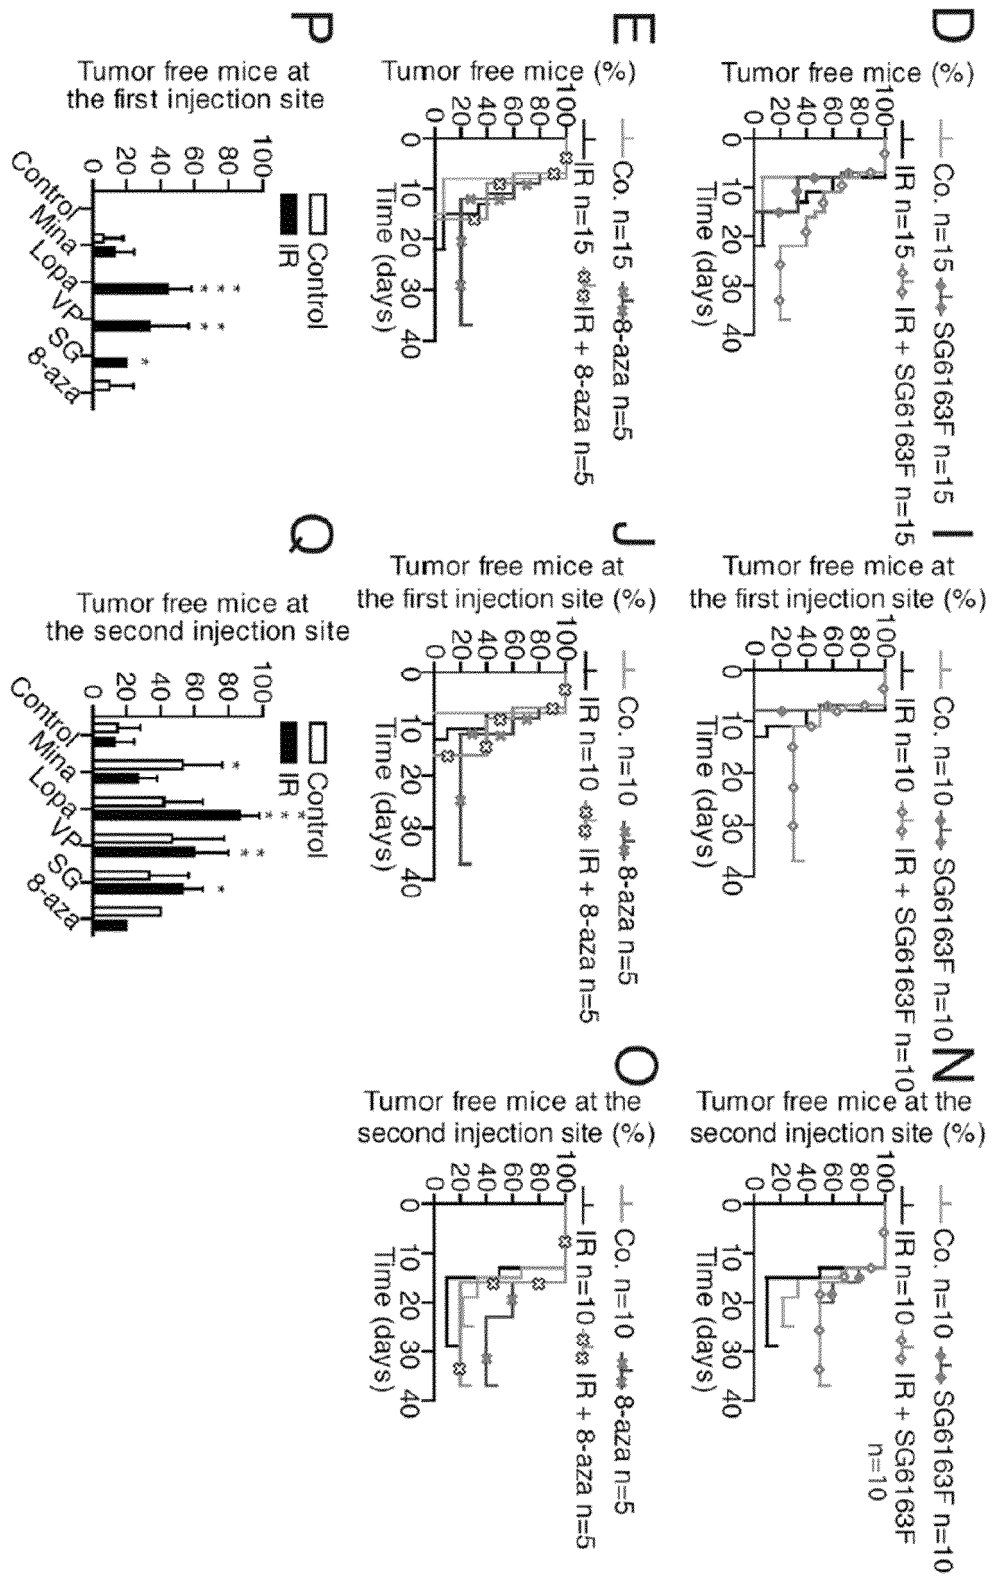 D
Co. n=15 SG6163F n=15
IR n=15 IR + SG6163F n=15
Tumor free mice (%)
100
80
60
40
20
0
0 10 20 30 40
Time (days)
I
Co. n=10 SG6163F n=10
IR n=10 IR + SG6163F n=10
Tumor free mice at
the first injection site (%)
100
80
60
40
20
0
0 10 20 30 40
Time (days)
N
Co. n=10 SG6163F n=10
IR n=10 IR + SG6163F
n=10
Tumor free mice at the
second injection site (%)
100
80
60
40
20
0
0 10 20 30 40
Time (days)
E
Co. n=15 8-aza n=5
IR n=15 IR + 8-aza n=5
Tumor free mice (%)
100
80
60
40
20
0
0 10 20 30 40
Time (days)
J
Co. n=10 8-aza n=5
IR n=10 IR + 8-aza n=5
Tumor free mice at
the first injection site (%)
100
80
60
40
20
0
0 10 20 30 40
Time (days)
O
Co. n=10 8-aza n=5
IR n=10 IR + 8-aza n=5
Tumor free mice at the
second injection site (%)
100
80
60
40
20
0
0 10 20 30 40
Time (days)
P
Control
IR
Tumor free mice at
the first injection site
100
80
60
40
20
0
* * *
* *
*
Control
Mina
Lopa
VP
SG
8-aza
Q
Control
IR
Tumor free mice at
the second injection site
100
80
60
40
20
0
*
* * *
* *
*
Control
Mina
Lopa
VP
SG
8-aza